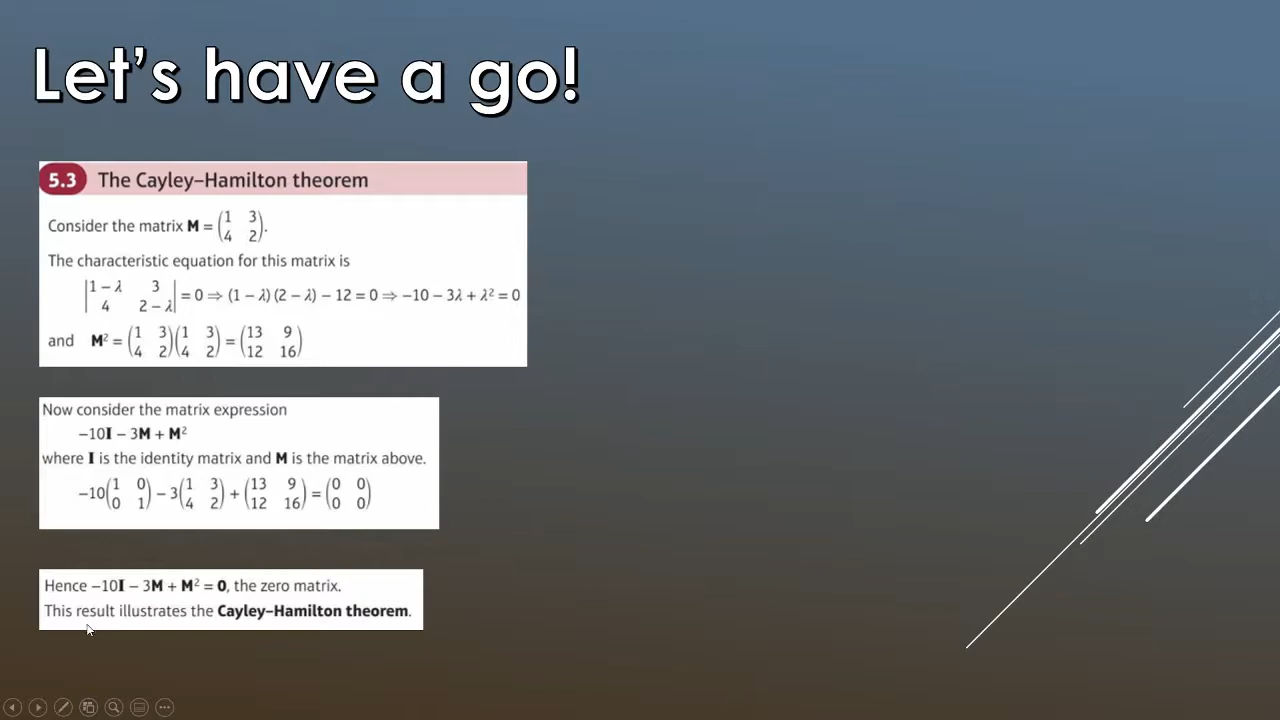 Let's have a go!
5.3 The Cayley–Hamilton theorem
Consider the matrix M = (1 3
4 2).
The characteristic equation for this matrix is
|1 − λ 3
4 2 − λ| = 0 ⇒ (1 − λ)(2 − λ) − 12 = 0 ⇒ −10 − 3λ + λ² = 0
and M² = (1 3
4 2)(1 3
4 2) = (13 9
12 16)
Now consider the matrix expression
−10I − 3M + M²
where I is the identity matrix and M is the matrix above.
−10(1 0
0 1) − 3(1 3
4 2) + (13 9
12 16) = (0 0
0 0)
Hence −10I − 3M + M² = 0, the zero matrix.
This result illustrates the Cayley–Hamilton theorem.